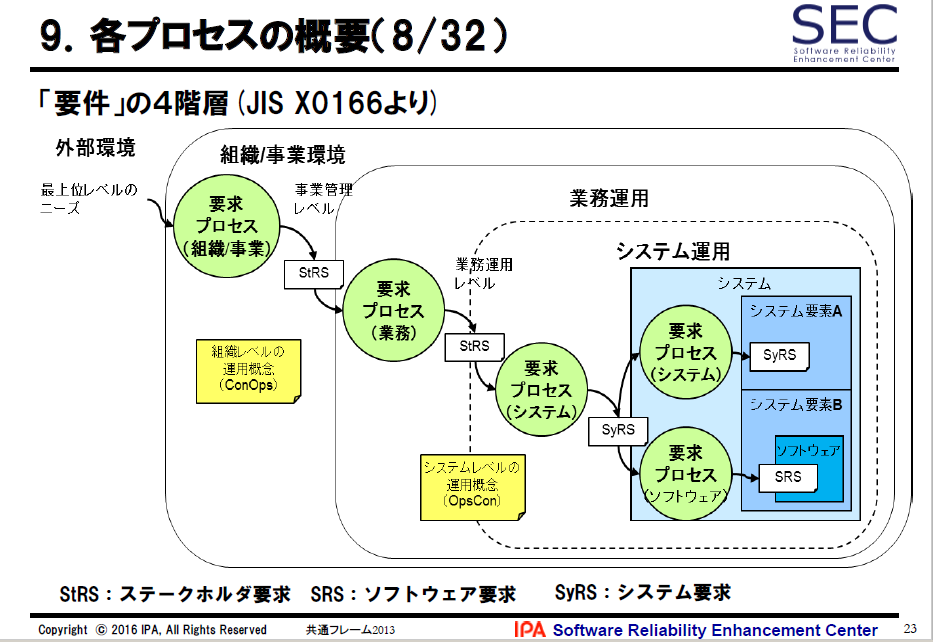 9．各プロセスの概要（8/32）
SEC
Software Reliability
Enhancement Center
「要件」の４階層 (JIS X0166より)
外部環境
組織/事業環境
最上位レベルの
ニーズ
要求
プロセス
（組織/事業）
事業管理
レベル
業務運用
StRS
要求
プロセス
（業務）
業務運用
レベル
システム運用
StRS
組織レベルの
運用概念
（ConOps）
要求
プロセス
（システム）
SyRS
システムレベルの
運用概念
（OpsCon）
システム
要求
プロセス
（システム）
システム要素A
SyRS
システム要素B
要求
プロセス
（ソフトウェア）
ソフトウェア
SRS
StRS：ステークホルダ要求 SRS：ソフトウェア要求 SyRS：システム要求
Copyright © 2016 IPA, All Rights Reserved 共通フレーム2013 IPA Software Reliability Enhancement Center 23